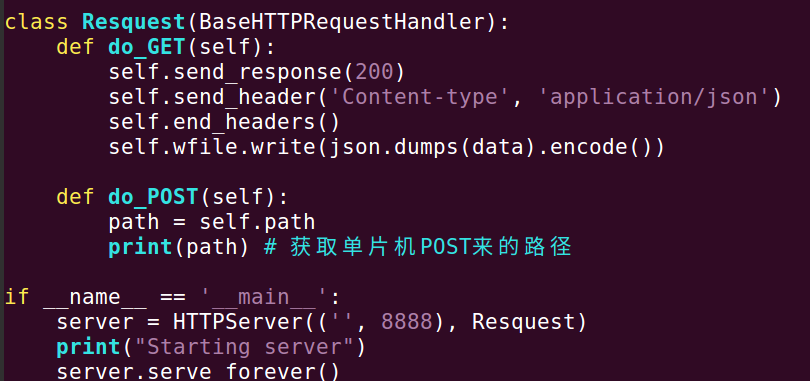 class Resquest(BaseHTTPRequestHandler):
    def do_GET(self):
        self.send_response(200)
        self.send_header('Content-type', 'application/json')
        self.end_headers()
        self.wfile.write(json.dumps(data).encode())

    def do_POST(self):
        path = self.path
        print(path) # 获取单片机POST来的路径

if __name__ == '__main__':
    server = HTTPServer(('', 8888), Resquest)
    print("Starting server")
    server.serve_forever()